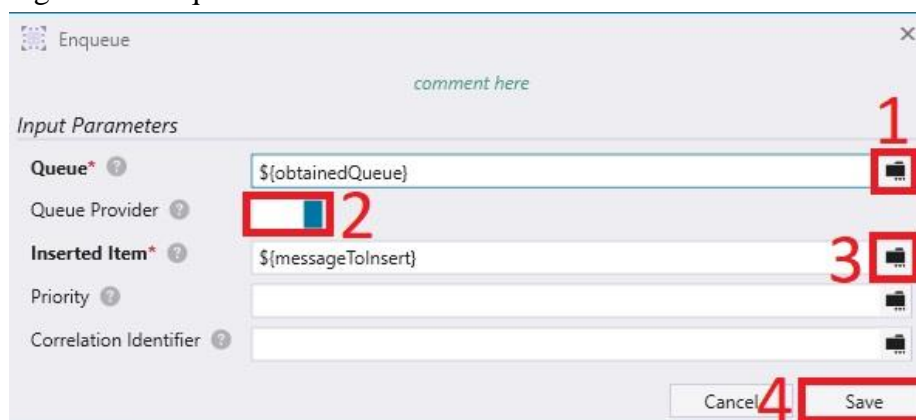 Enqueue
comment here
1
Input Parameters
Queue* ?
${obtainedQueue}
Queue Provider ?
2
Inserted Item* ?
${messageToInsert}
3
Priority ?
Correlation Identifier ?
Cancel
4
Save